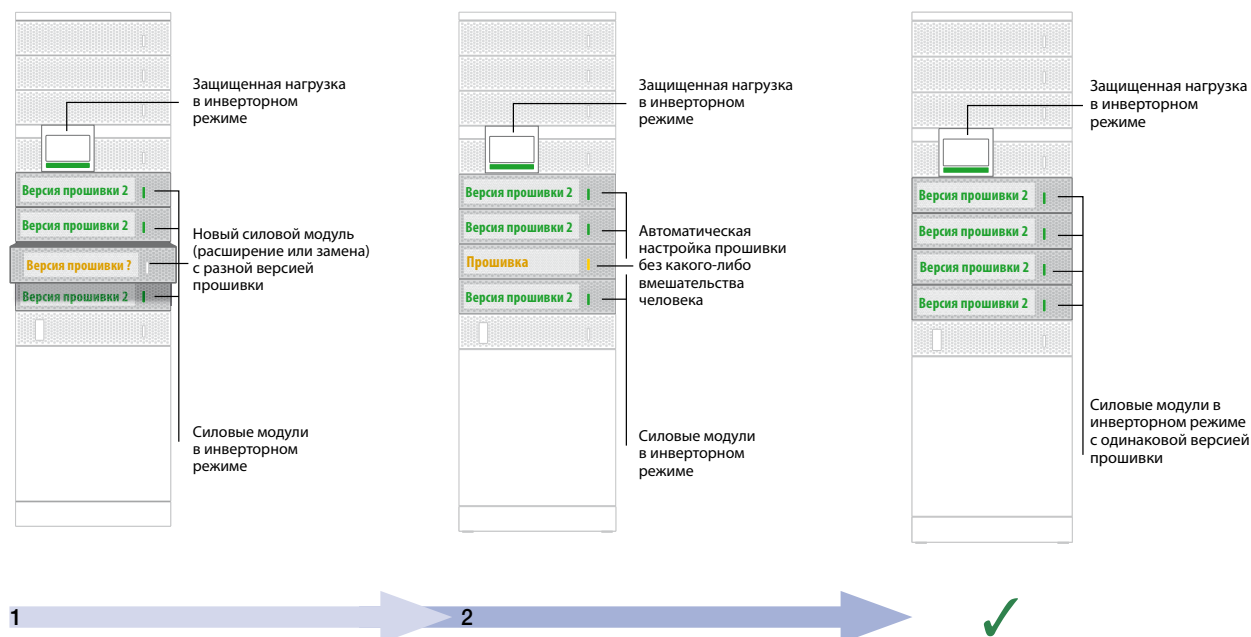 Защищенная нагрузка
в инверторном
режиме
Версия прошивки 2
Версия прошивки 2
Версия прошивки ?
Версия прошивки 2
Новый силовой модуль
(расширение или замена)
с разной версией
прошивки
Силовые модули
в инверторном
режиме
Защищенная нагрузка
в инверторном
режиме
Версия прошивки 2
Версия прошивки 2
Прошивка
Версия прошивки 2
Автоматическая
настройка прошивки
без какого-либо
вмешательства
человека
Силовые модули
в инверторном
режиме
Защищенная нагрузка
в инверторном
режиме
Версия прошивки 2
Версия прошивки 2
Версия прошивки 2
Версия прошивки 2
Силовые модули в
инверторном режиме
с одинаковой версией
прошивки
1
2